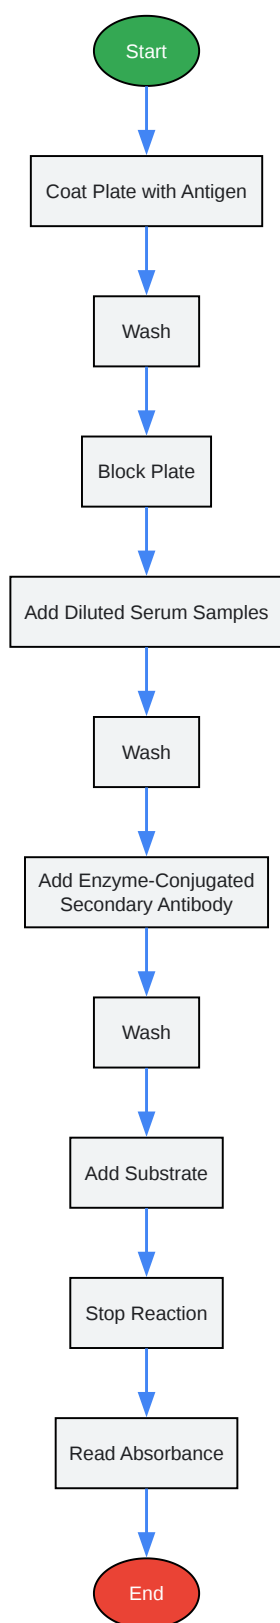 Start
Coat Plate with Antigen
Wash
Block Plate
Add Diluted Serum Samples
Wash
Add Enzyme-Conjugated
Secondary Antibody
Wash
Add Substrate
Stop Reaction
Read Absorbance
End